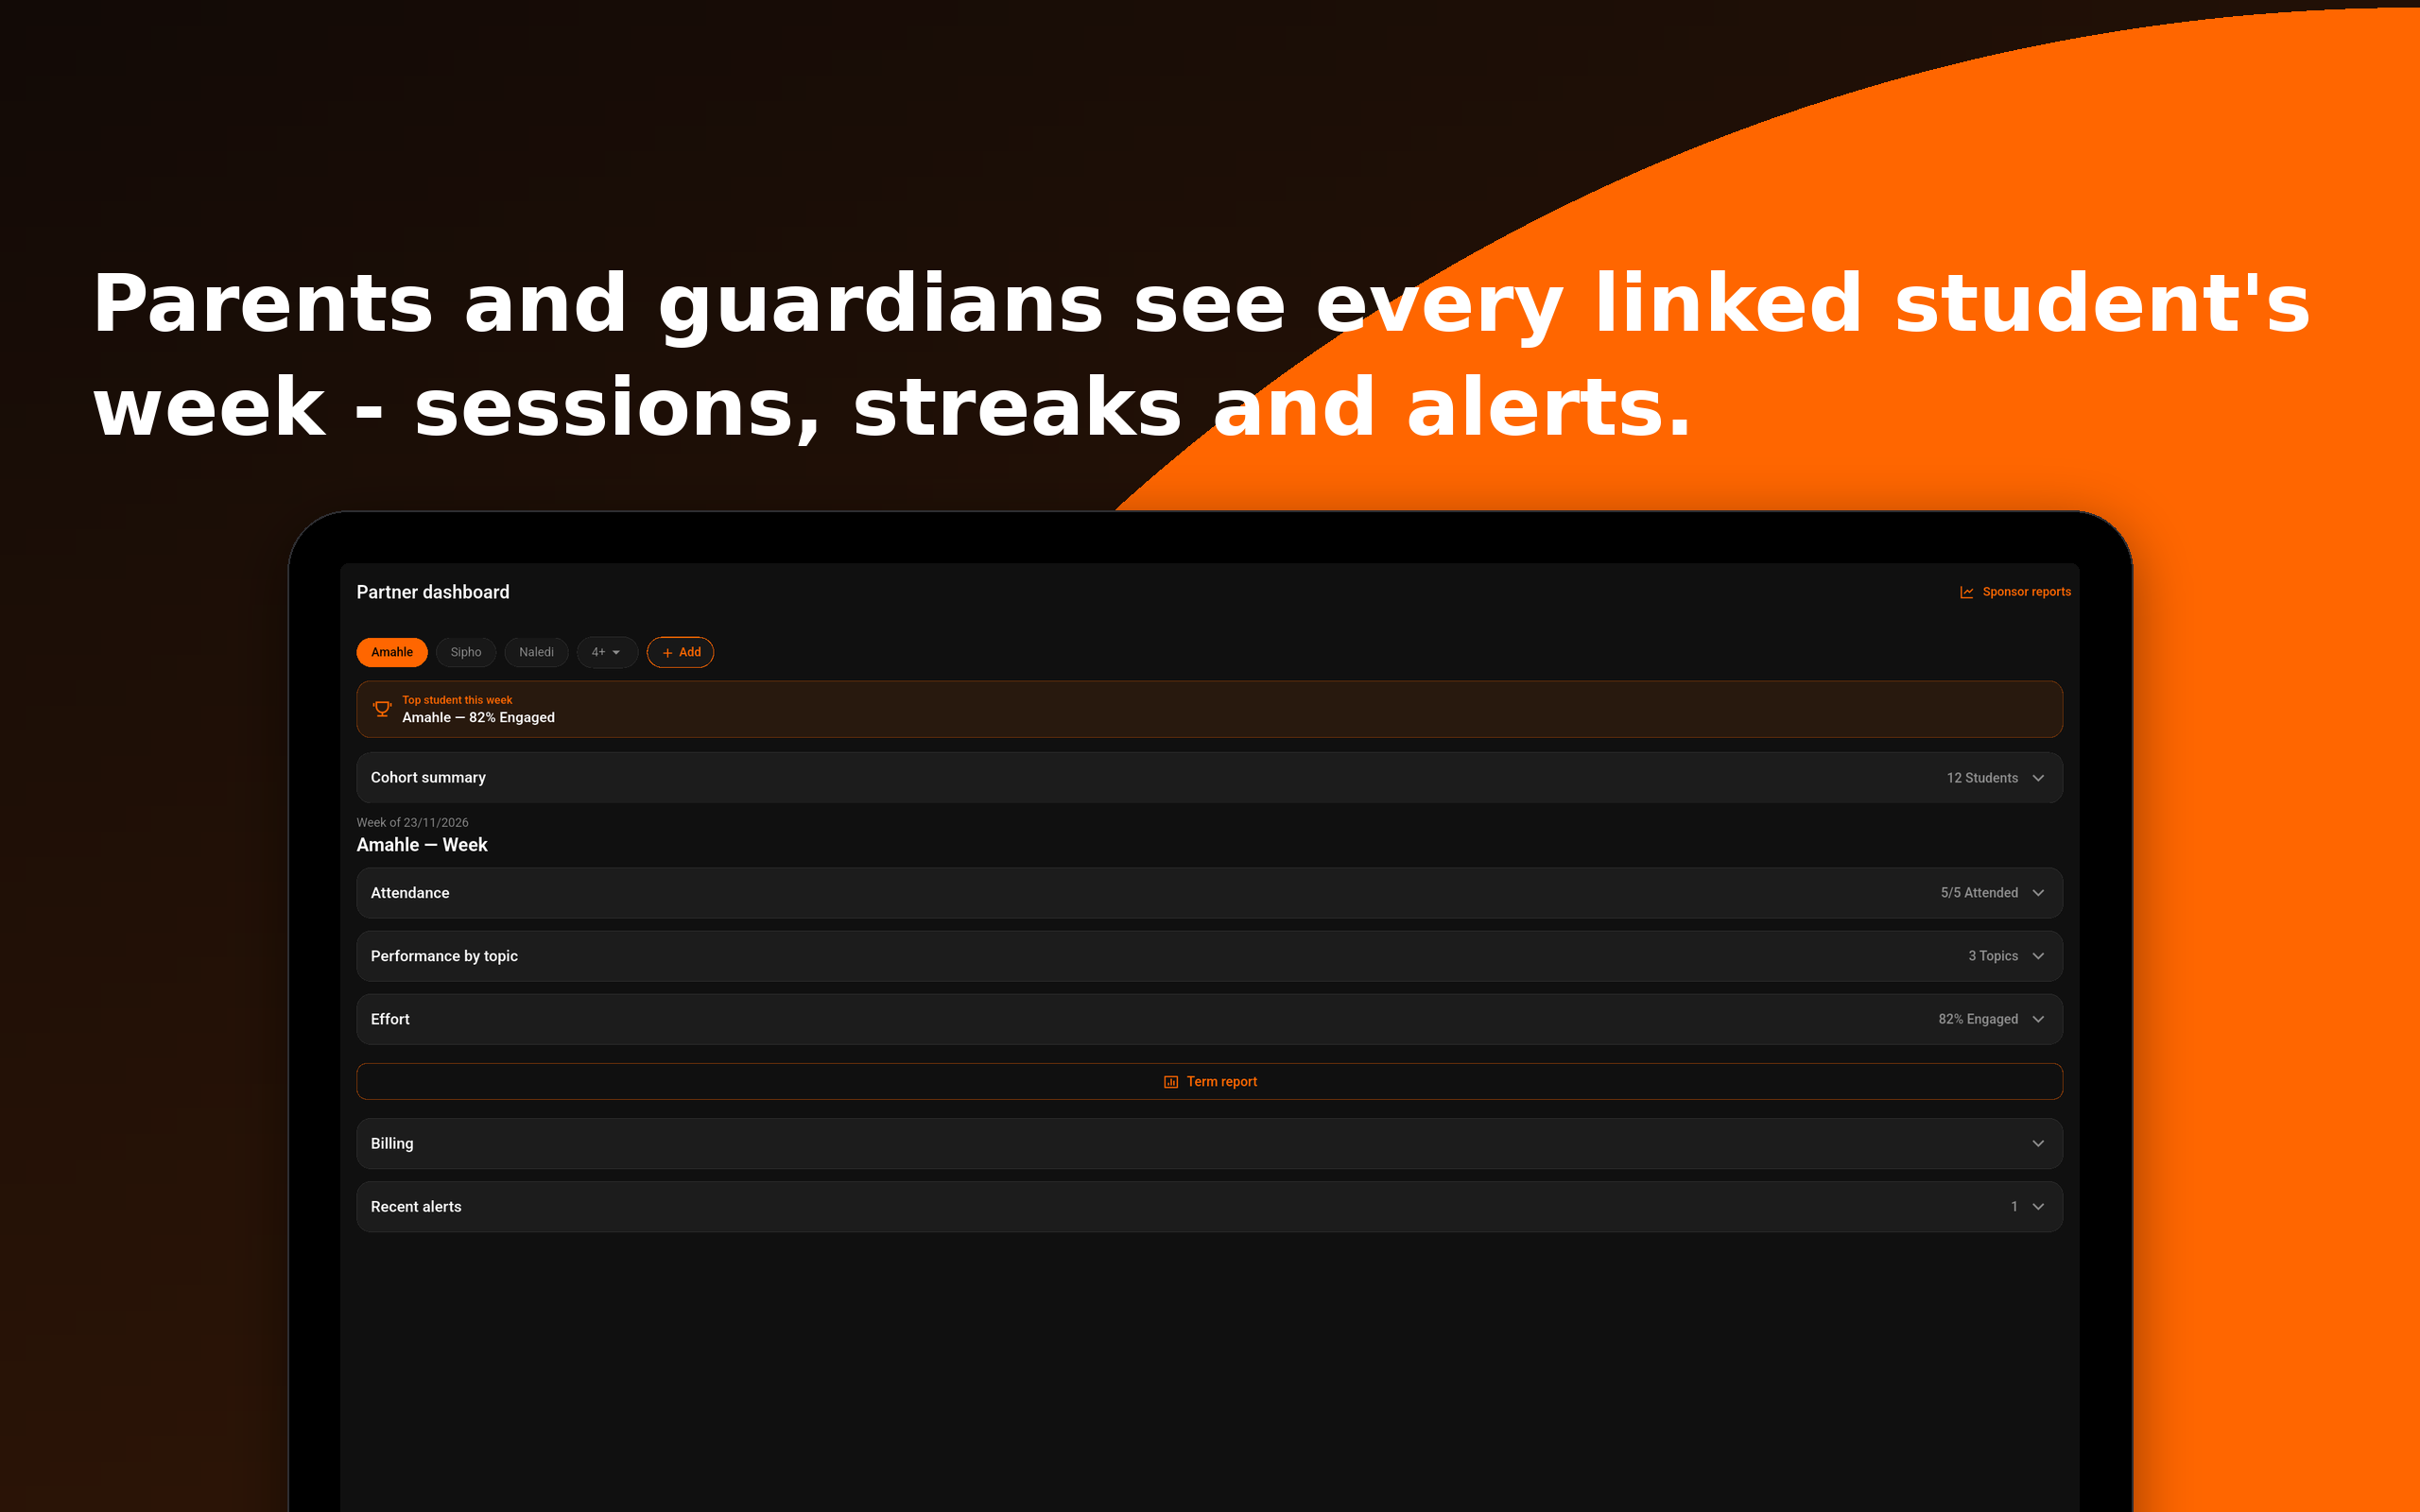 Parents and guardians see every linked student's
week - sessions, streaks and alerts.
Partner dashboard
Sponsor reports
Amahle
Sipho
Naledi
4+
+ Add
Top student this week
Amahle — 82% Engaged
Cohort summary
12 Students
Week of 23/11/2026
Amahle — Week
Attendance
5/5 Attended
Performance by topic
3 Topics
Effort
82% Engaged
Term report
Billing
Recent alerts
1